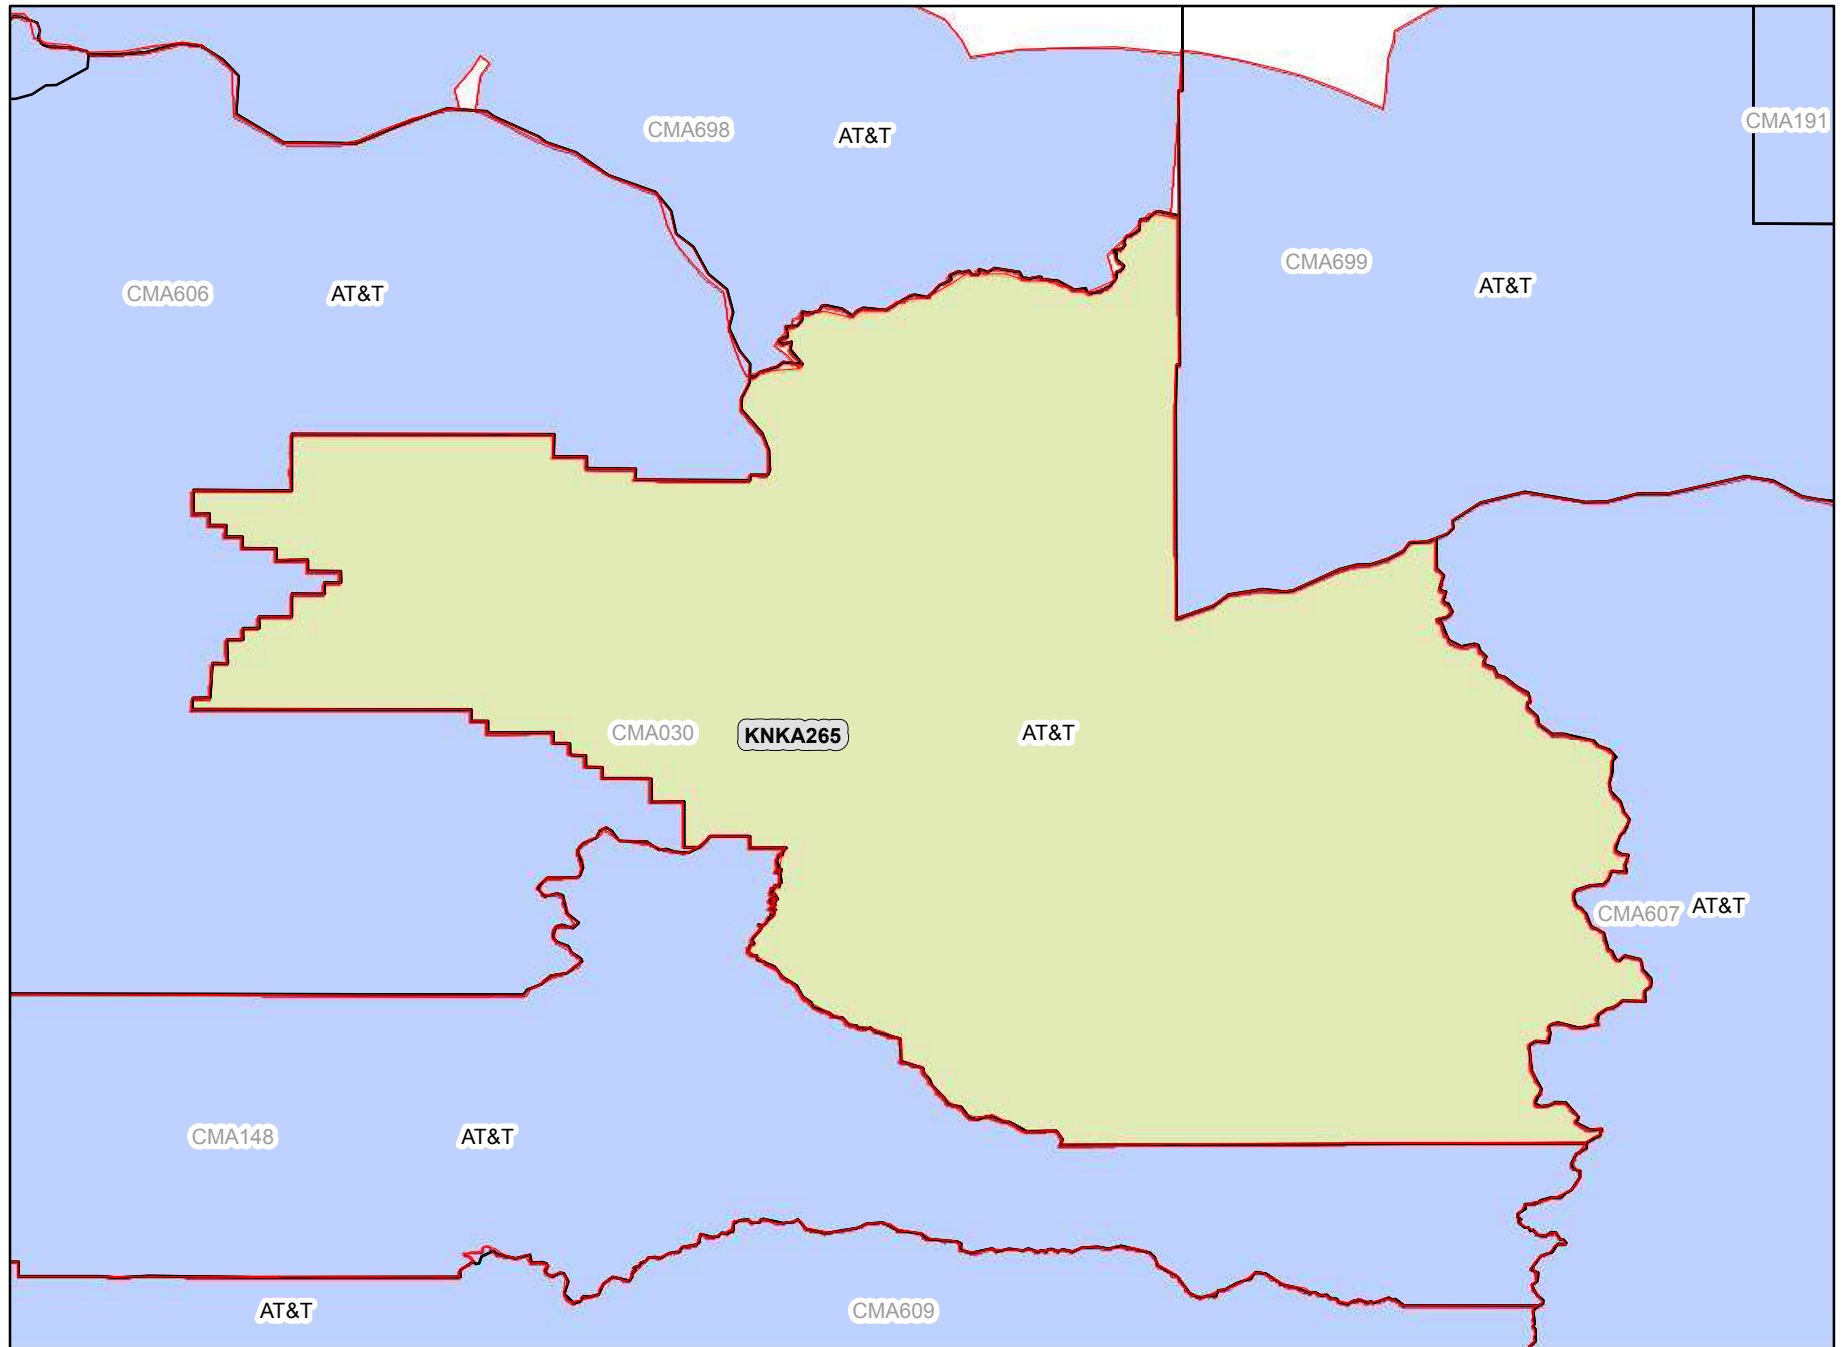 CMA698 AT&T
CMA191
CMA699
AT&T
CMA606 AT&T
CMA030 KNKA265 AT&T
CMA607 AT&T
CMA148 AT&T
AT&T CMA609